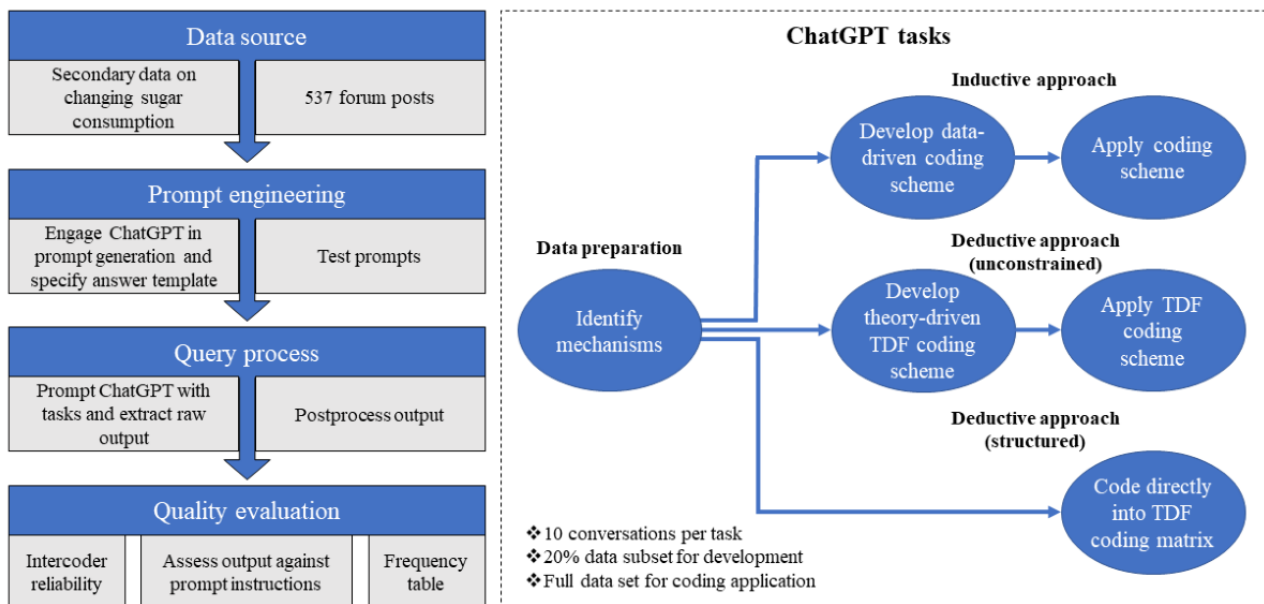 Data source
Secondary data on
changing sugar
consumption
537 forum posts
Prompt engineering
Engage ChatGPT in
prompt generation and
specify answer template
Test prompts
Query process
Prompt ChatGPT with
tasks and extract raw
output
Postprocess output
Quality evaluation
Intercoder
reliability
Assess output against
prompt instructions
Frequency
table
ChatGPT tasks
Inductive approach
Develop data-
driven coding
scheme
Apply coding
scheme
Data preparation
Identify
mechanisms
Deductive approach
(unconstrained)
Develop
theory-driven
TDF coding
scheme
Apply TDF
coding
scheme
Deductive approach
(structured)
Code directly
into TDF
coding matrix
❖10 conversations per task
❖20% data subset for development
❖Full data set for coding application